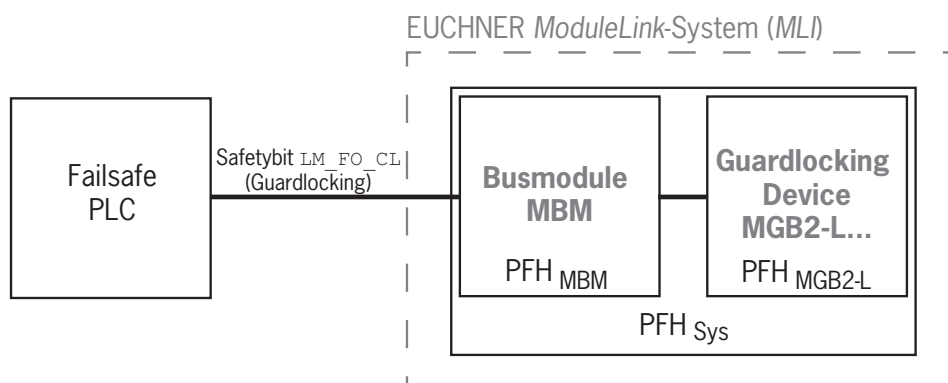 EUCHNER ModuleLink-System (MLI)
Failsafe
PLC
Safetybit LM_FO_CL
(Guardlocking)
Busmodule
MBM
PFH MBM
Guardlocking
Device
MGB2-L...
PFH MGB2-L
PFH Sys